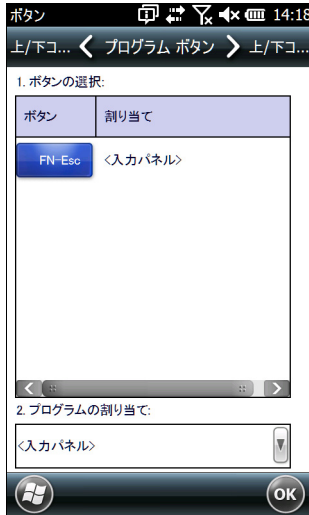 ボタン 14:18
上/下コ... プログラム ボタン 上/下コ...
1. ボタンの選択:
ボタン 割り当て
FN-Esc <入力パネル>
2. プログラムの割り当て:
<入力パネル>
OK